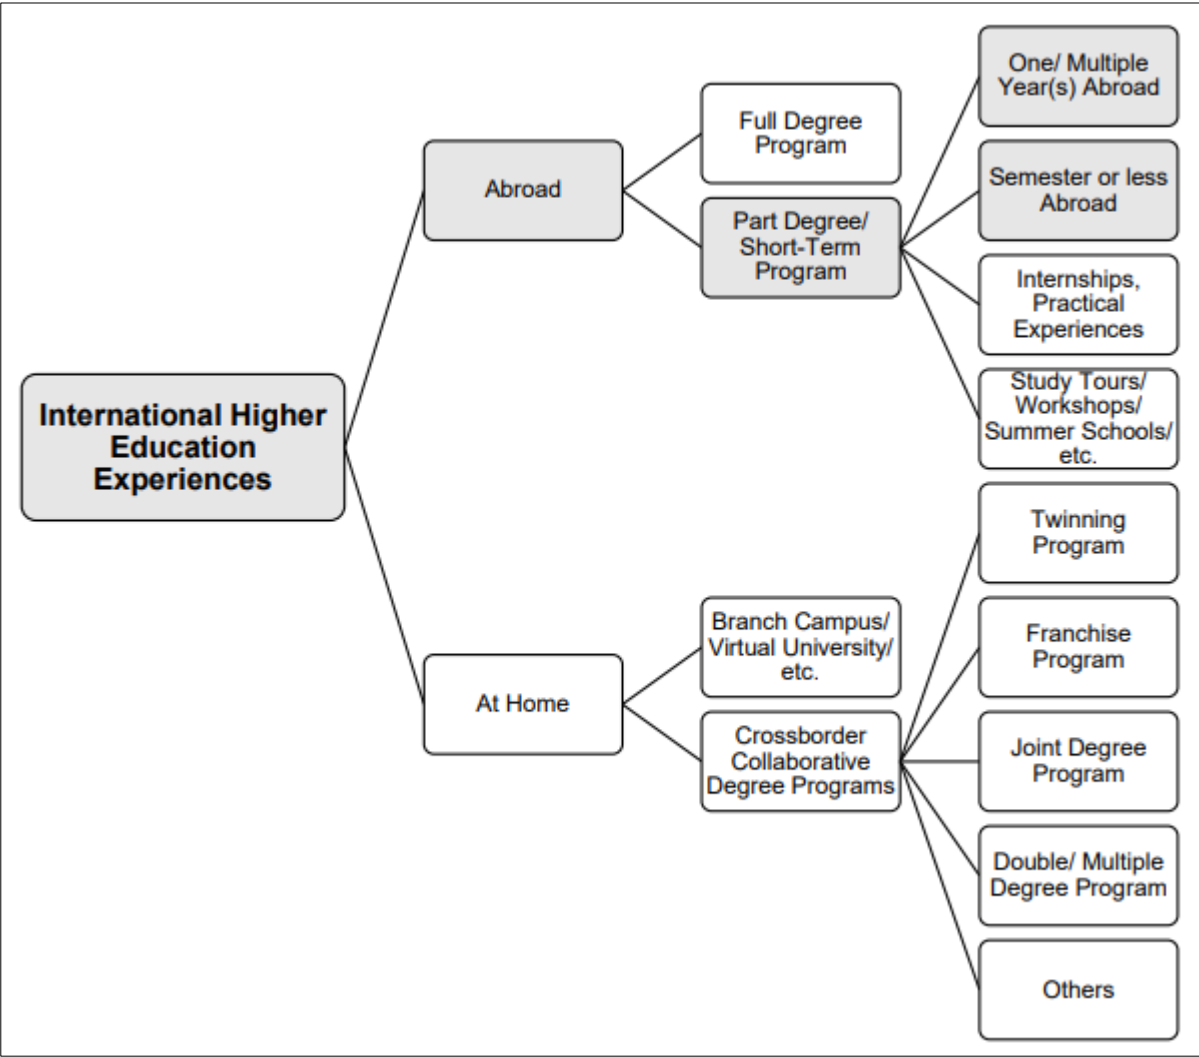 International Higher
Education
Experiences
Abroad
Full Degree
Program
Part Degree/
Short-Term
Program
One/ Multiple
Year(s) Abroad
Semester or less
Abroad
Internships,
Practical
Experiences
Study Tours/
Workshops/
Summer Schools/
etc.
At Home
Branch Campus/
Virtual University/
etc.
Crossborder
Collaborative
Degree Programs
Twinning
Program
Franchise
Program
Joint Degree
Program
Double/ Multiple
Degree Program
Others